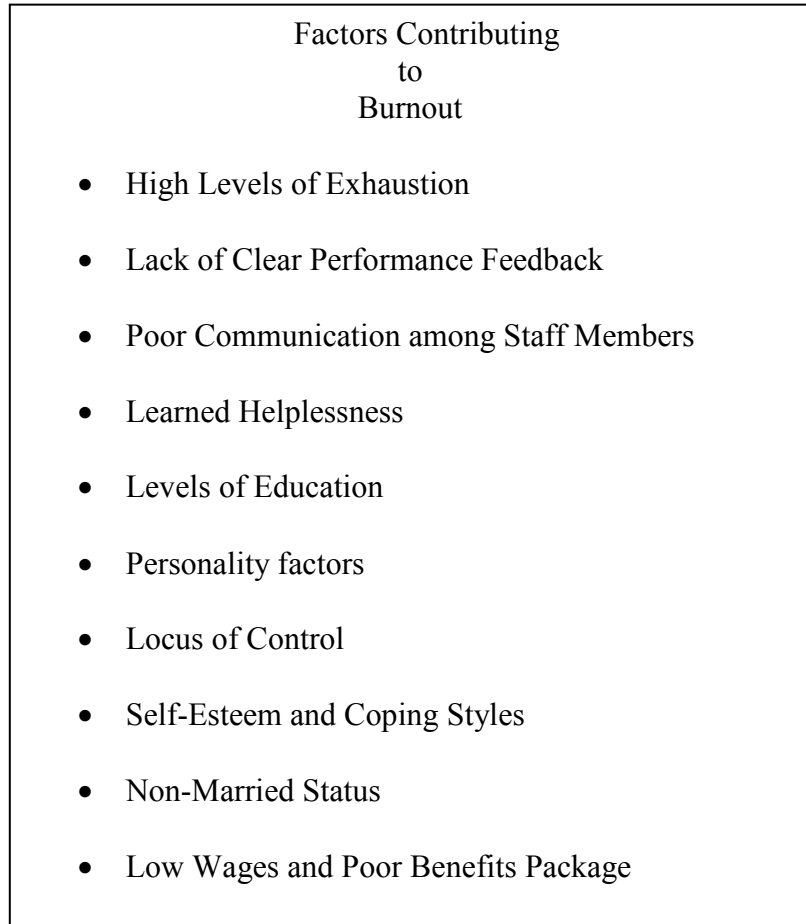 Factors Contributing
to
Burnout
• High Levels of Exhaustion
• Lack of Clear Performance Feedback
• Poor Communication among Staff Members
• Learned Helplessness
• Levels of Education
• Personality factors
• Locus of Control
• Self-Esteem and Coping Styles
• Non-Married Status
• Low Wages and Poor Benefits Package